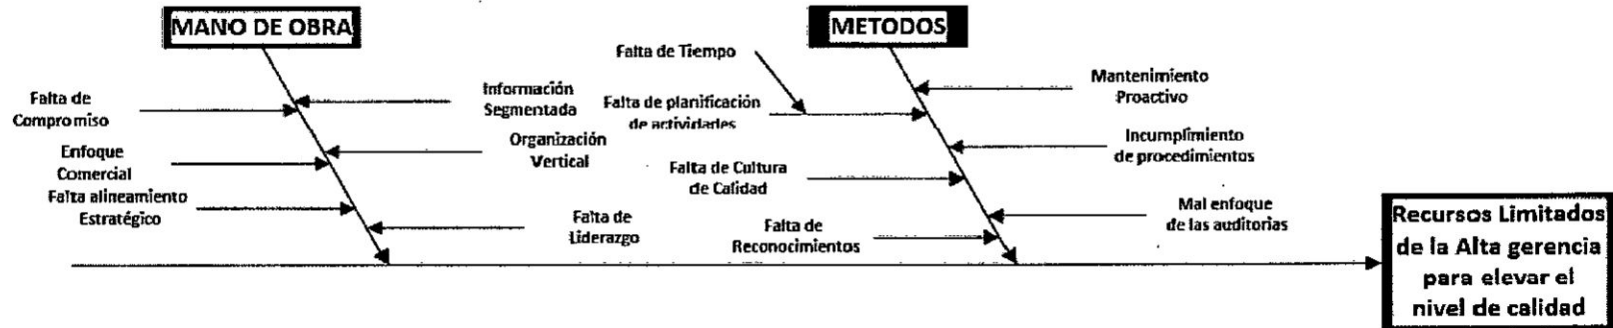 MANO DE OBRA
METODOS
Falta de
Compromiso
Información
Segmentada
Enfoque
Comercial
Organización
Vertical
Falta alineamiento
Estratégico
Falta de
Liderazgo
Falta de Tiempo
Falta de planificación
de actividades
Mantenimiento
Proactivo
Falta de Cultura
de Calidad
Incumplimiento
de procedimientos
Falta de
Reconocimientos
Mal enfoque
de las auditorias
Recursos Limitados
de la Alta gerencia
para elevar el
nivel de calidad